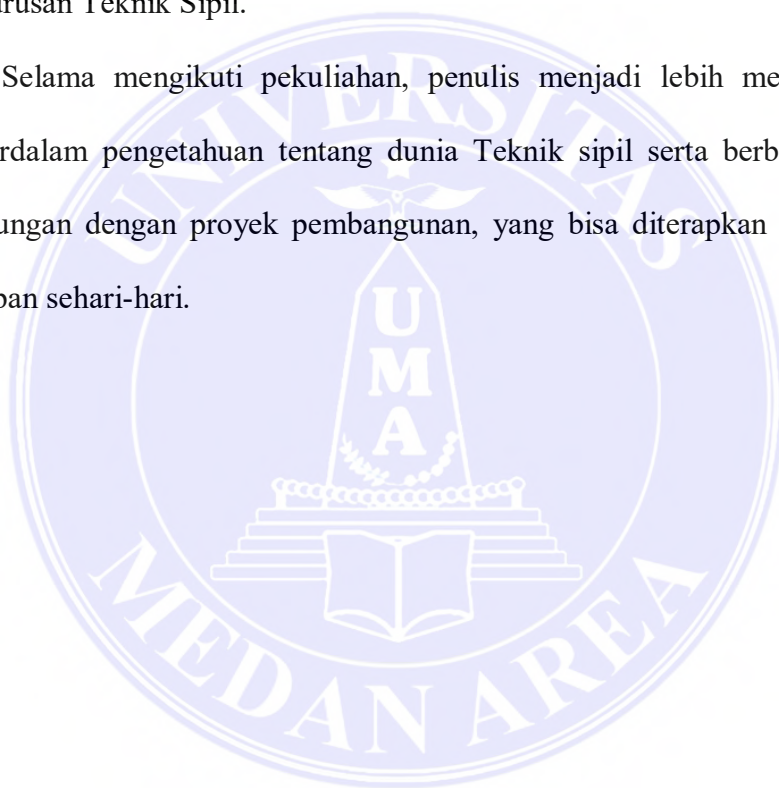 urusan Teknik Sipil.
Selama mengikuti pekuliahan, penulis menjadi lebih me
rdalam pengetahuan tentang dunia Teknik sipil serta berb
ungan dengan proyek pembangunan, yang bisa diterapkan
pan sehari-hari.
UNIVERSITAS
U
M
A
MEDAN AREA